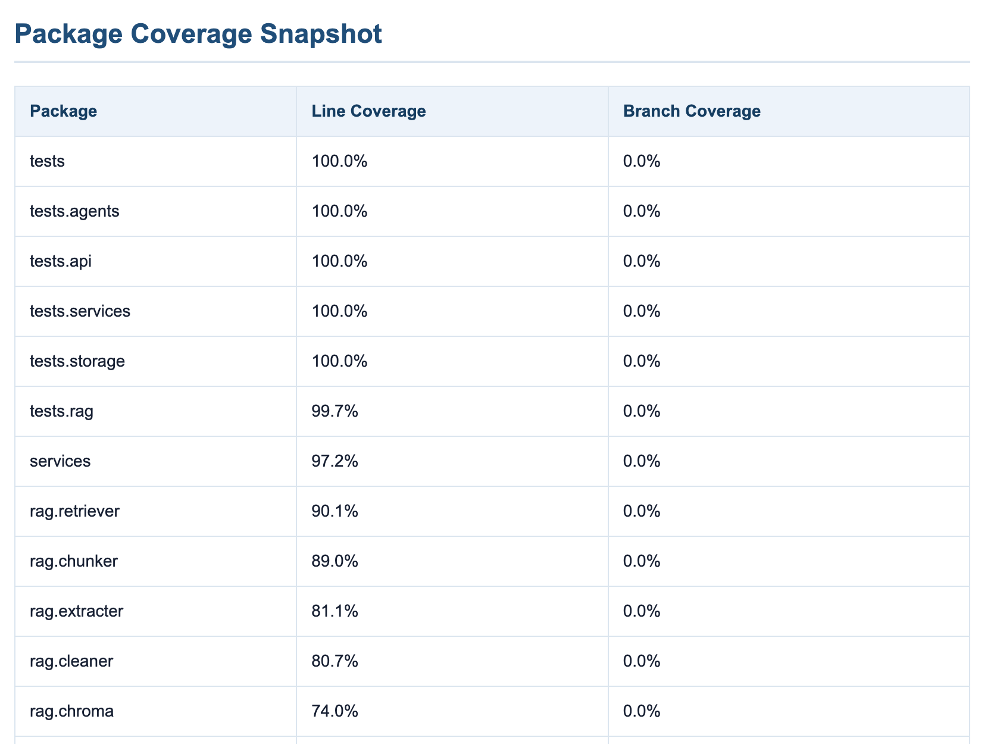 Package Coverage Snapshot
Package Line Coverage Branch Coverage
tests 100.0% 0.0%
tests.agents 100.0% 0.0%
tests.api 100.0% 0.0%
tests.services 100.0% 0.0%
tests.storage 100.0% 0.0%
tests.rag 99.7% 0.0%
services 97.2% 0.0%
rag.retriever 90.1% 0.0%
rag.chunker 89.0% 0.0%
rag.extracter 81.1% 0.0%
rag.cleaner 80.7% 0.0%
rag.chroma 74.0% 0.0%